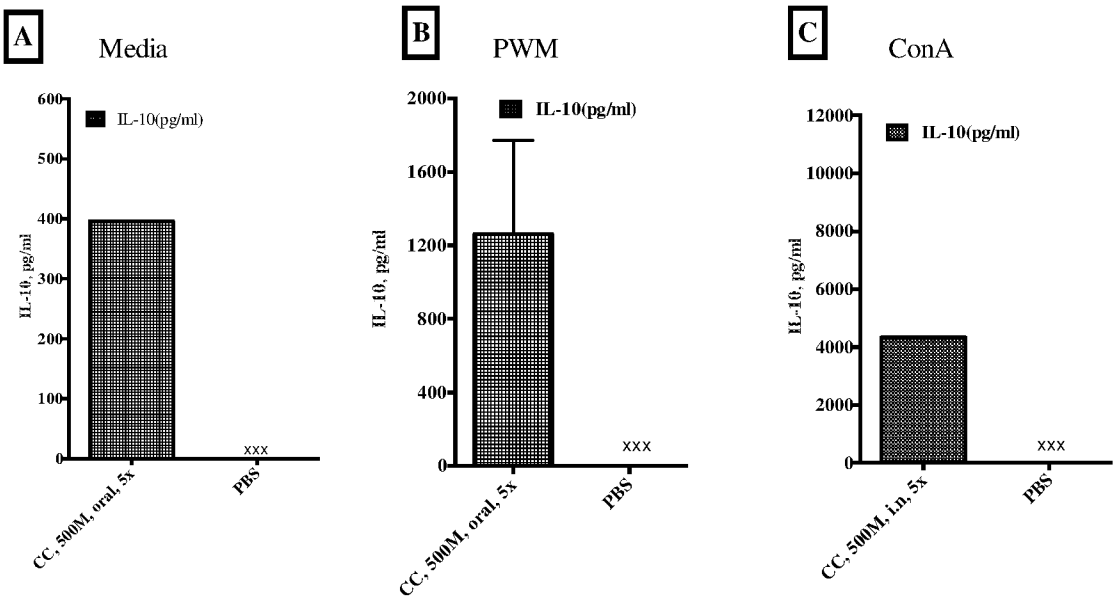 A
Media
IL-10, pg/ml
600
500
400
300
200
100
0
IL-10(pg/ml)
xxx
CC, 500M, oral, 5x
PBS
B
PWM
IL-10, pg/ml
2000
1600
1200
800
400
0
IL-10(pg/ml)
xxx
CC, 500M, oral, 5x
PBS
C
ConA
IL-10, pg/ml
12000
10000
8000
6000
4000
2000
0
IL-10(pg/ml)
xxx
CC, 500M, i.n, 5x
PBS